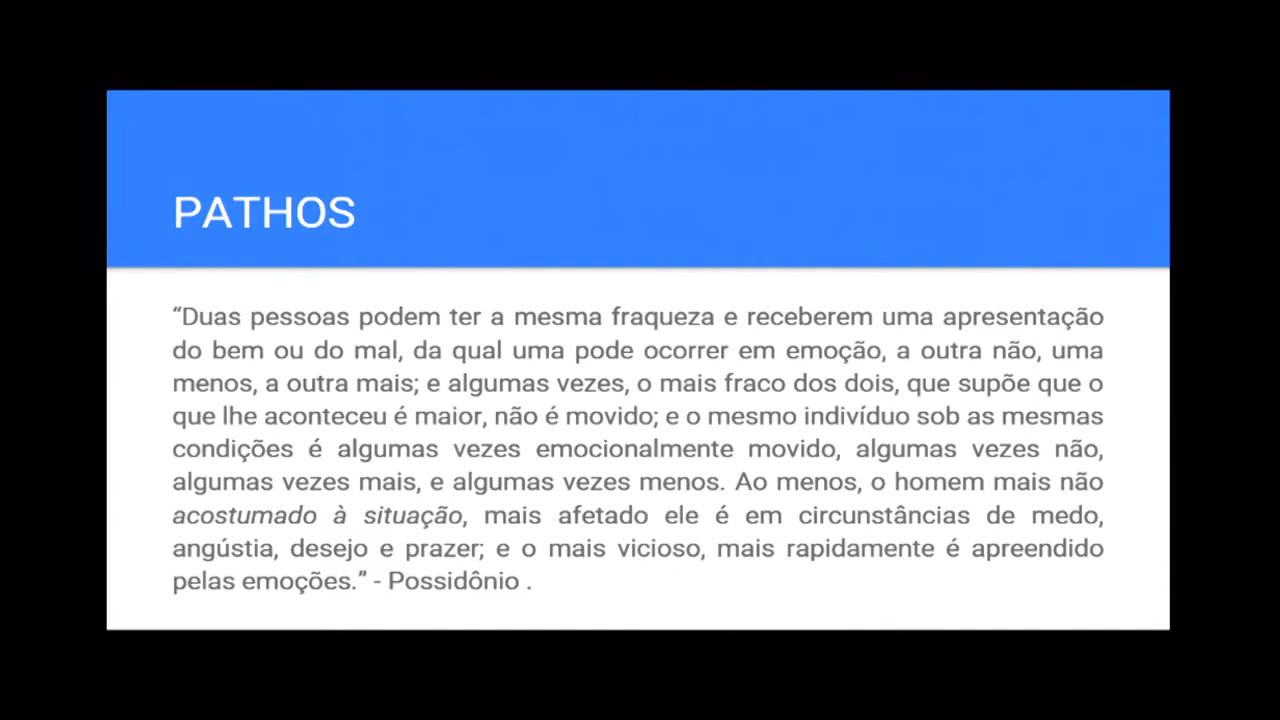 PATHOS
“Duas pessoas podem ter a mesma fraqueza e receberem uma apresentação
do bem ou do mal, da qual uma pode ocorrer em emoção, a outra não, uma
menos, a outra mais; e algumas vezes, o mais fraco dos dois, que supõe que o
que lhe aconteceu é maior, não é movido; e o mesmo indivíduo sob as mesmas
condições é algumas vezes emocionalmente movido, algumas vezes não,
algumas vezes mais, e algumas vezes menos. Ao menos, o homem mais não
acostumado à situação, mais afetado ele é em circunstâncias de medo,
angústia, desejo e prazer; e o mais vicioso, mais rapidamente é apreendido
pelas emoções.” - Possidônio .